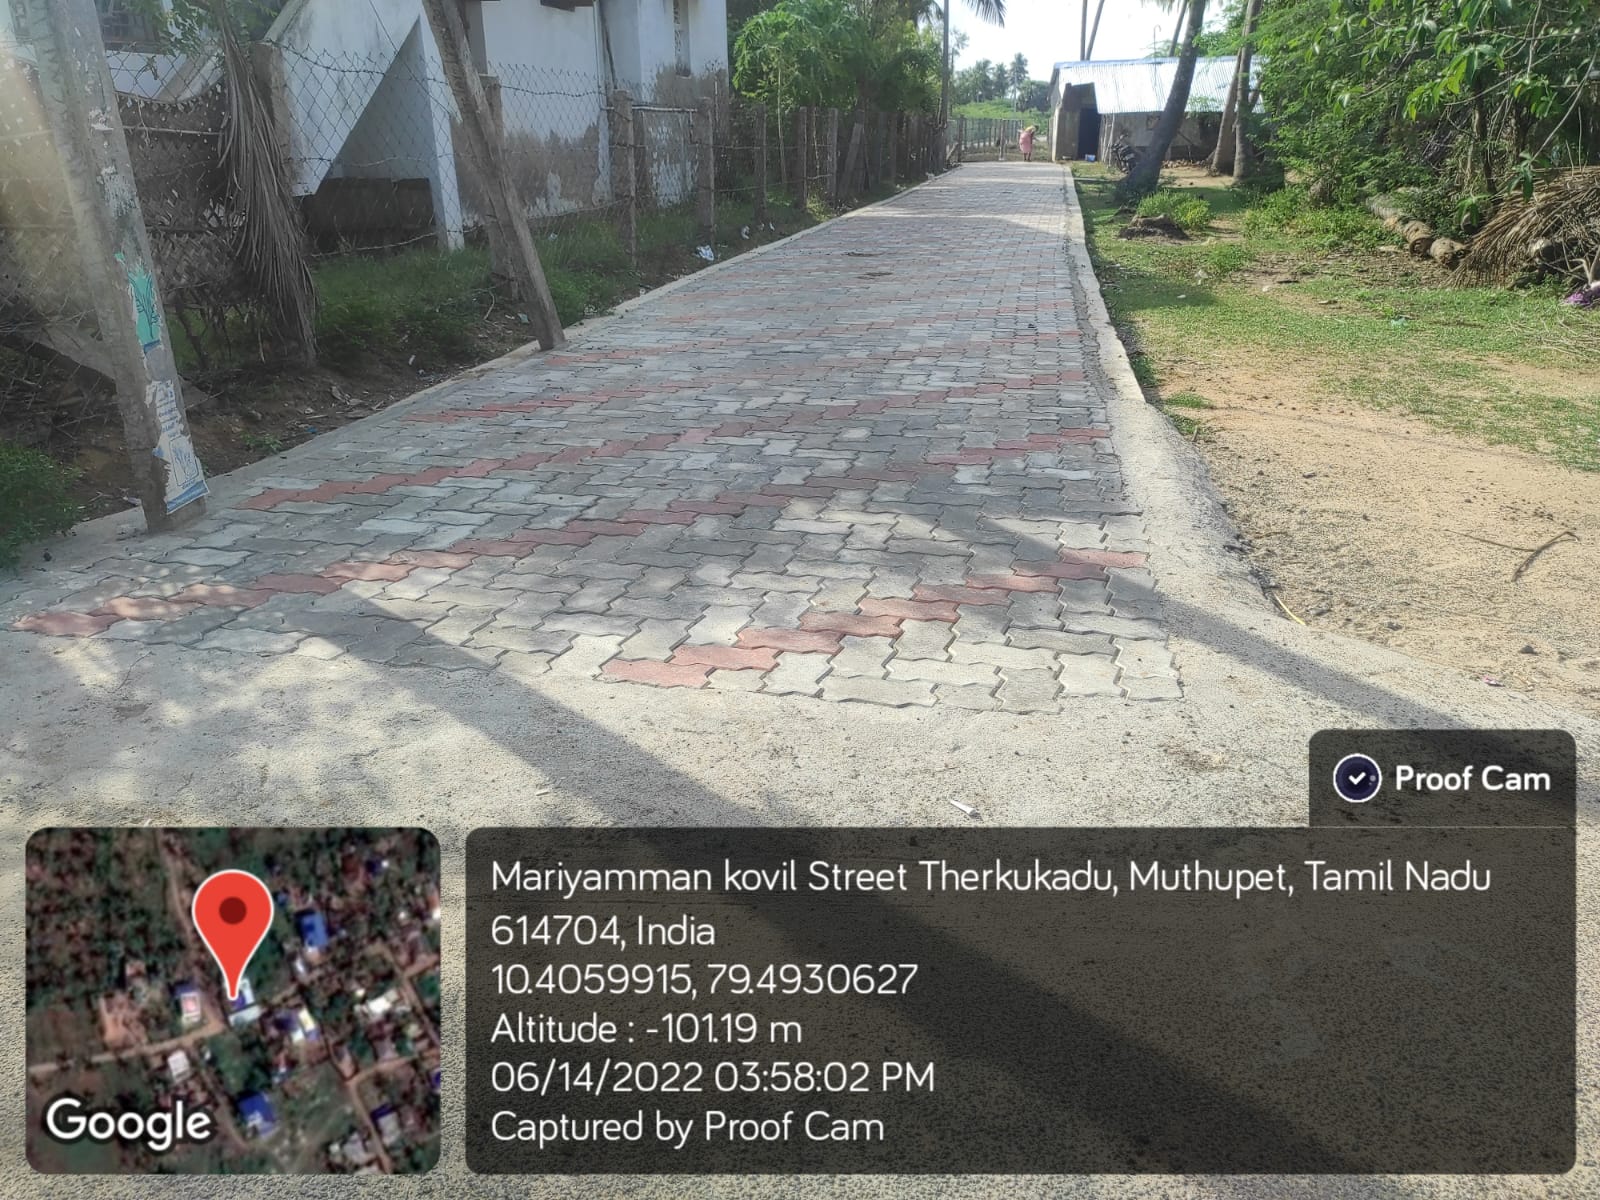 Proof Cam
Mariyamman kovil Street Therkukadu, Muthupet, Tamil Nadu
614704, India
10.4059915, 79.4930627
Altitude : -101.19 m
06/14/2022 03:58:02 PM
Captured by Proof Cam
Google